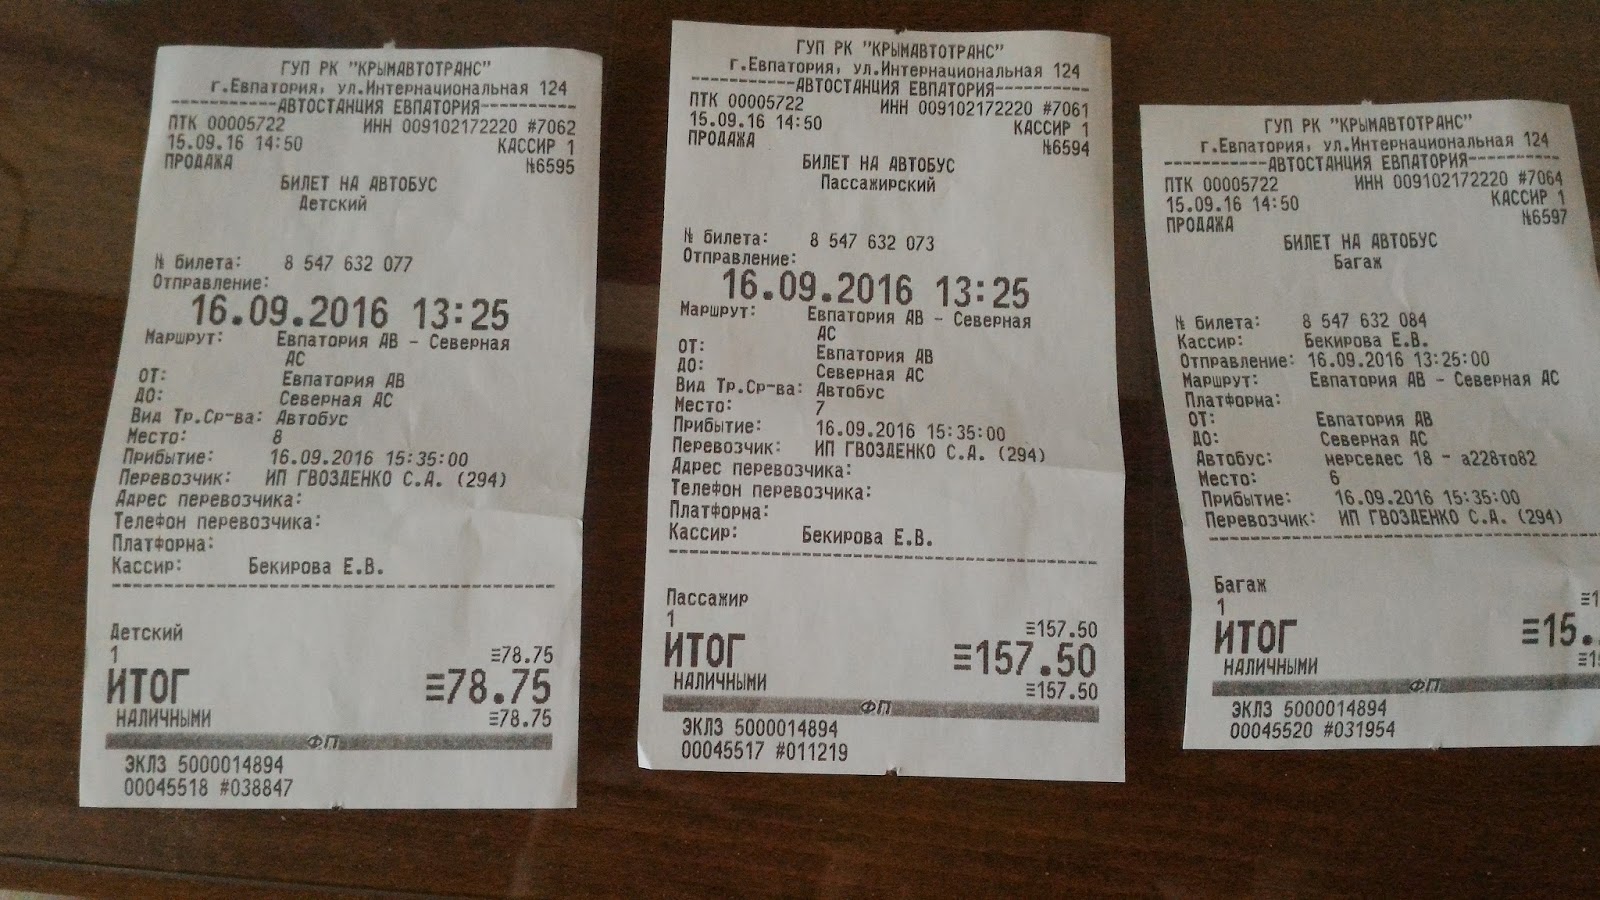 ГУП РК "КРЫМАВТОТРАНС"
г.Евпатория, ул.Интернациональная 124
----------АВТОСТАНЦИЯ ЕВПАТОРИЯ---------
ПТК 00005722 ИНН 009102172220 #7062
15.09.16 14:50 КАССИР 1
ПРОДАЖА №6595
БИЛЕТ НА АВТОБУС
Детский
№ билета: 8 547 632 077
Отправление:
16.09.2016 13:25
Маршрут: Евпатория АВ - Северная
АС
ОТ: Евпатория АВ
ДО: Северная АС
Вид Тр.Ср-ва: Автобус
Место: 8
Прибытие: 16.09.2016 15:35:00
Перевозчик: ИП ГВОЗДЕНКО С.А. (294)
Адрес перевозчика:
Телефон перевозчика:
Платформа:
Кассир: Бекирова Е.В.
Детский
1 ≡78.75
ИТОГ ≡78.75
НАЛИЧНЫМИ ≡78.75
ФП
ЭКЛЗ 5000014894
00045518 #038847
ГУП РК "КРЫМАВТОТРАНС"
г.Евпатория, ул.Интернациональная 124
----------АВТОСТАНЦИЯ ЕВПАТОРИЯ---------
ПТК 00005722 ИНН 009102172220 #7061
15.09.16 14:50 КАССИР 1
ПРОДАЖА №6594
БИЛЕТ НА АВТОБУС
Пассажирский
№ билета: 8 547 632 073
Отправление:
16.09.2016 13:25
Маршрут: Евпатория АВ - Северная
АС
ОТ: Евпатория АВ
ДО: Северная АС
Вид Тр.Ср-ва: Автобус
Место: 7
Прибытие: 16.09.2016 15:35:00
Перевозчик: ИП ГВОЗДЕНКО С.А. (294)
Адрес перевозчика:
Телефон перевозчика:
Платформа:
Кассир: Бекирова Е.В.
Пассажир
1 ≡157.50
ИТОГ ≡157.50
НАЛИЧНЫМИ ≡157.50
ФП
ЭКЛЗ 5000014894
00045517 #011219
ГУП РК "КРЫМАВТОТРАНС"
г.Евпатория, ул.Интернациональная 124
----------АВТОСТАНЦИЯ ЕВПАТОРИЯ---------
ПТК 00005722 ИНН 009102172220 #7064
15.09.16 14:50 КАССИР 1
ПРОДАЖА №6597
БИЛЕТ НА АВТОБУС
Багаж
№ билета: 8 547 632 084
Кассир: Бекирова Е.В.
Отправление: 16.09.2016 13:25:00
Маршрут: Евпатория АВ - Северная АС
Платформа:
ОТ: Евпатория АВ
ДО: Северная АС
Автобус: мерседес 18 - а228то82
Место: 6
Прибытие: 16.09.2016 15:35:00
Перевозчик: ИП ГВОЗДЕНКО С.А. (294)
Багаж
1
ИТОГ ≡15.
НАЛИЧНЫМИ
ФП
ЭКЛЗ 5000014894
00045520 #031954